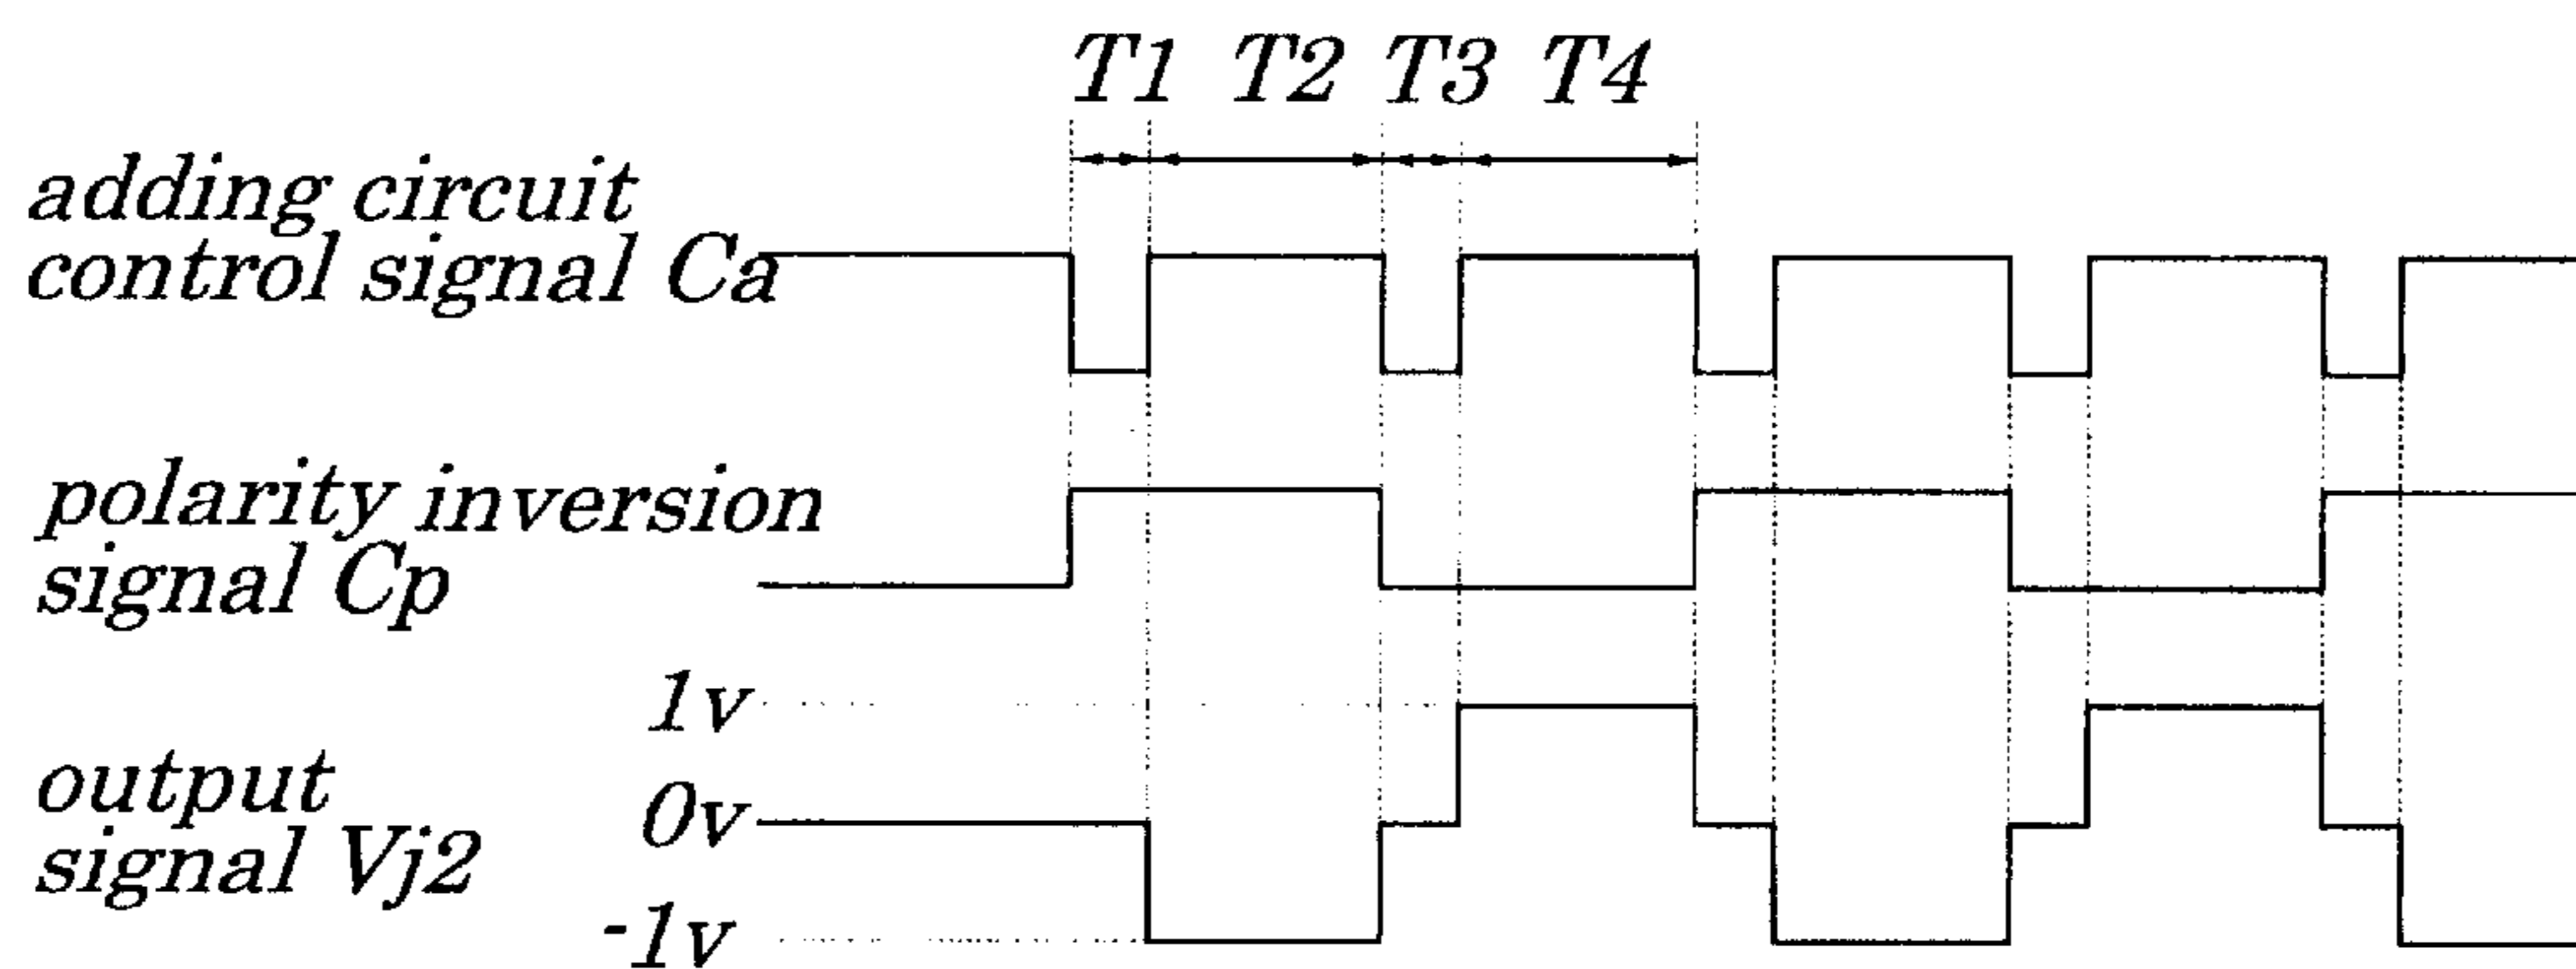 T1 T2 T3 T4
adding circuit
control signal Ca
polarity inversion
signal Cp
1v
0v
output
signal Vj2
-1v